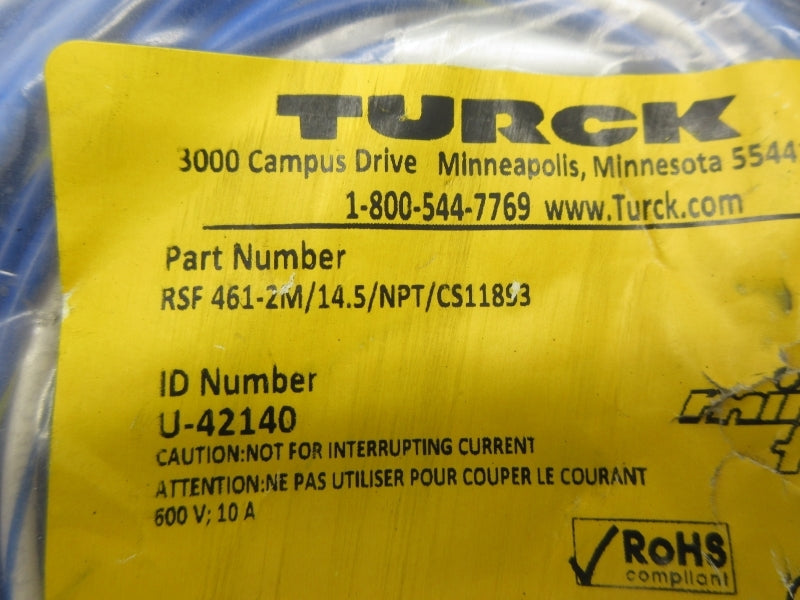 TURCK
3000 Campus Drive Minneapolis, Minnesota 5544
1-800-544-7769 www.Turck.com
Part Number
RSF 461-2M/14.5/NPT/CS11893
ID Number
U-42140
CAUTION:NOT FOR INTERRUPTING CURRENT
ATTENTION:NE PAS UTILISER POUR COUPER LE COURANT
600 V; 10 A
RoHS
compliant